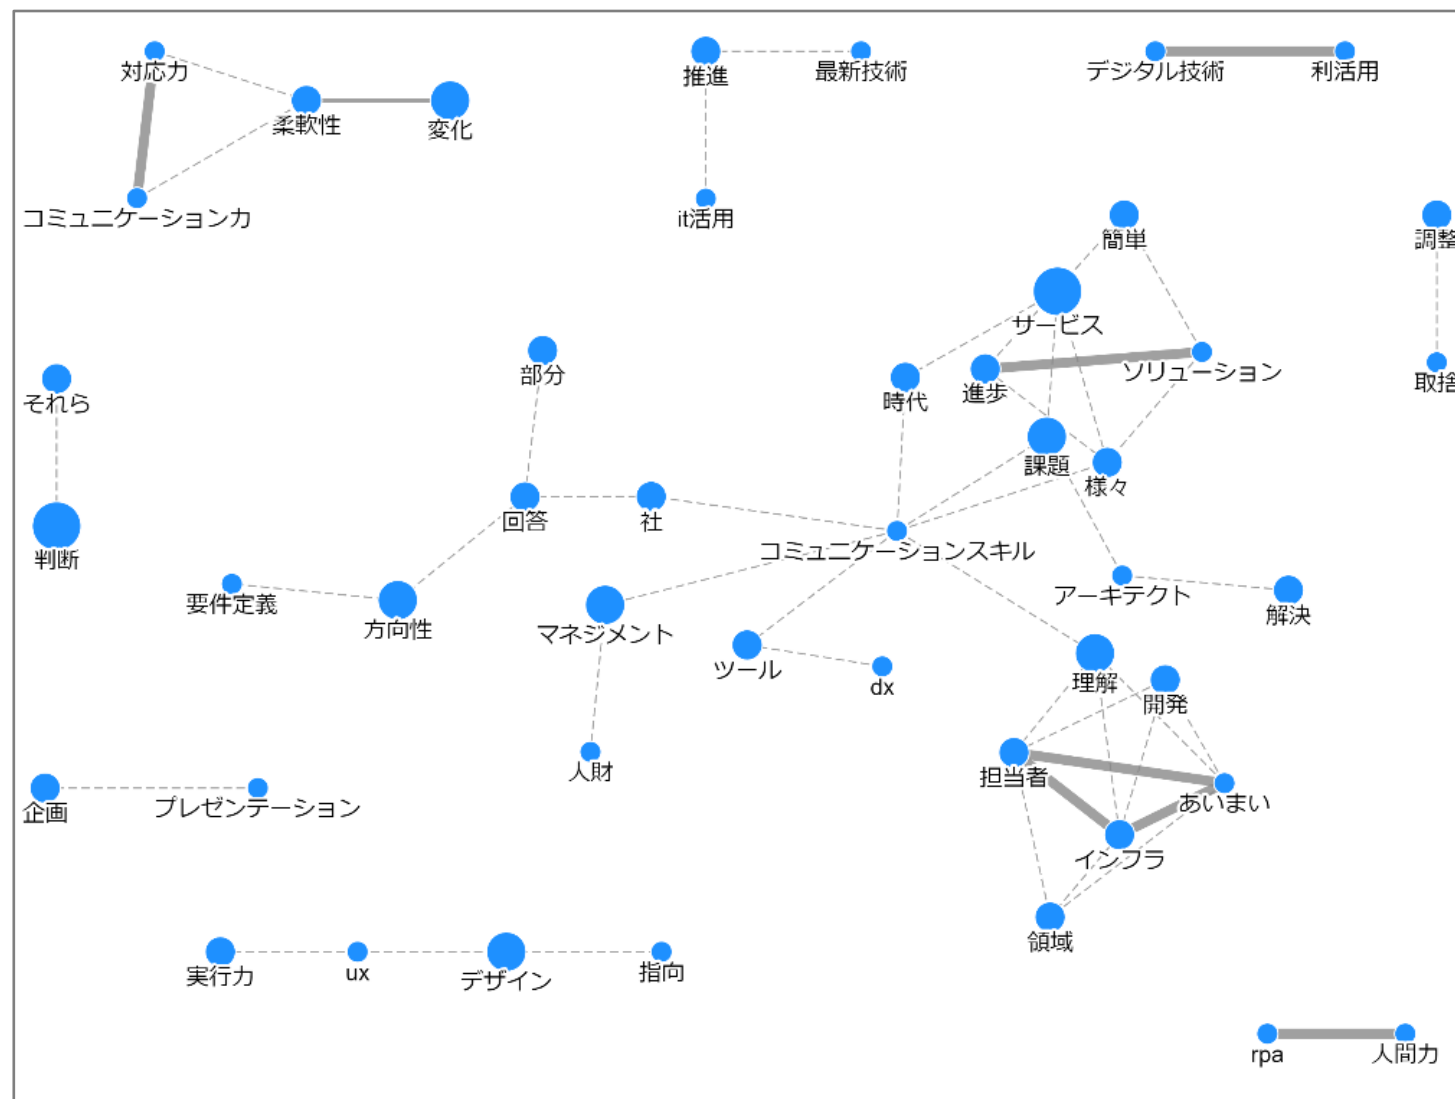 対応力
推進
最新技術
デジタル技術
利活用
柔軟性
変化
コミュニケーション力
it活用
簡単
調整
サービス
部分
ソリューション
それら
時代
進歩
取捨
課題
様々
回答
社
コミュニケーションスキル
判断
要件定義
方向性
マネジメント
アーキテクト
解決
ツール
dx
理解
開発
人財
担当者
企画
プレゼンテーション
あいまい
インフラ
領域
実行力
ux
デザイン
指向
rpa
人間力